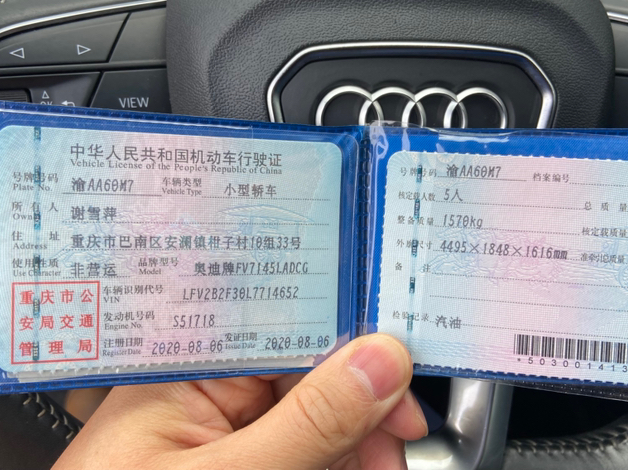 VIEW
OK
中华人民共和国机动车行驶证
Vehicle License of the People's Republic of China
号牌号码 渝AA60M7 车辆类型 小型轿车
Plate No. Vehicle Type
所有人 谢雪萍
Owner
住址 重庆市巴南区安澜镇柑子村10组33号
Address
使用性质 非营运 品牌型号 奥迪牌FV7145LADCG
Use Character Model
重庆市公安局交通管理局
车辆识别代号 LFV2B2F30L7714652
VIN
发动机号码 S51718
Engine No.
注册日期 2020-08-06 发证日期 2020-08-06
Register Date Issue Date
号牌号码 渝AA60M7 档案编号
核定载人数 5人 总质量
整备质量 1570kg 核定载质量
外廓尺寸 4495×1848×1616mm 准牵引总质量
备注
检验记录 汽油
*503001413